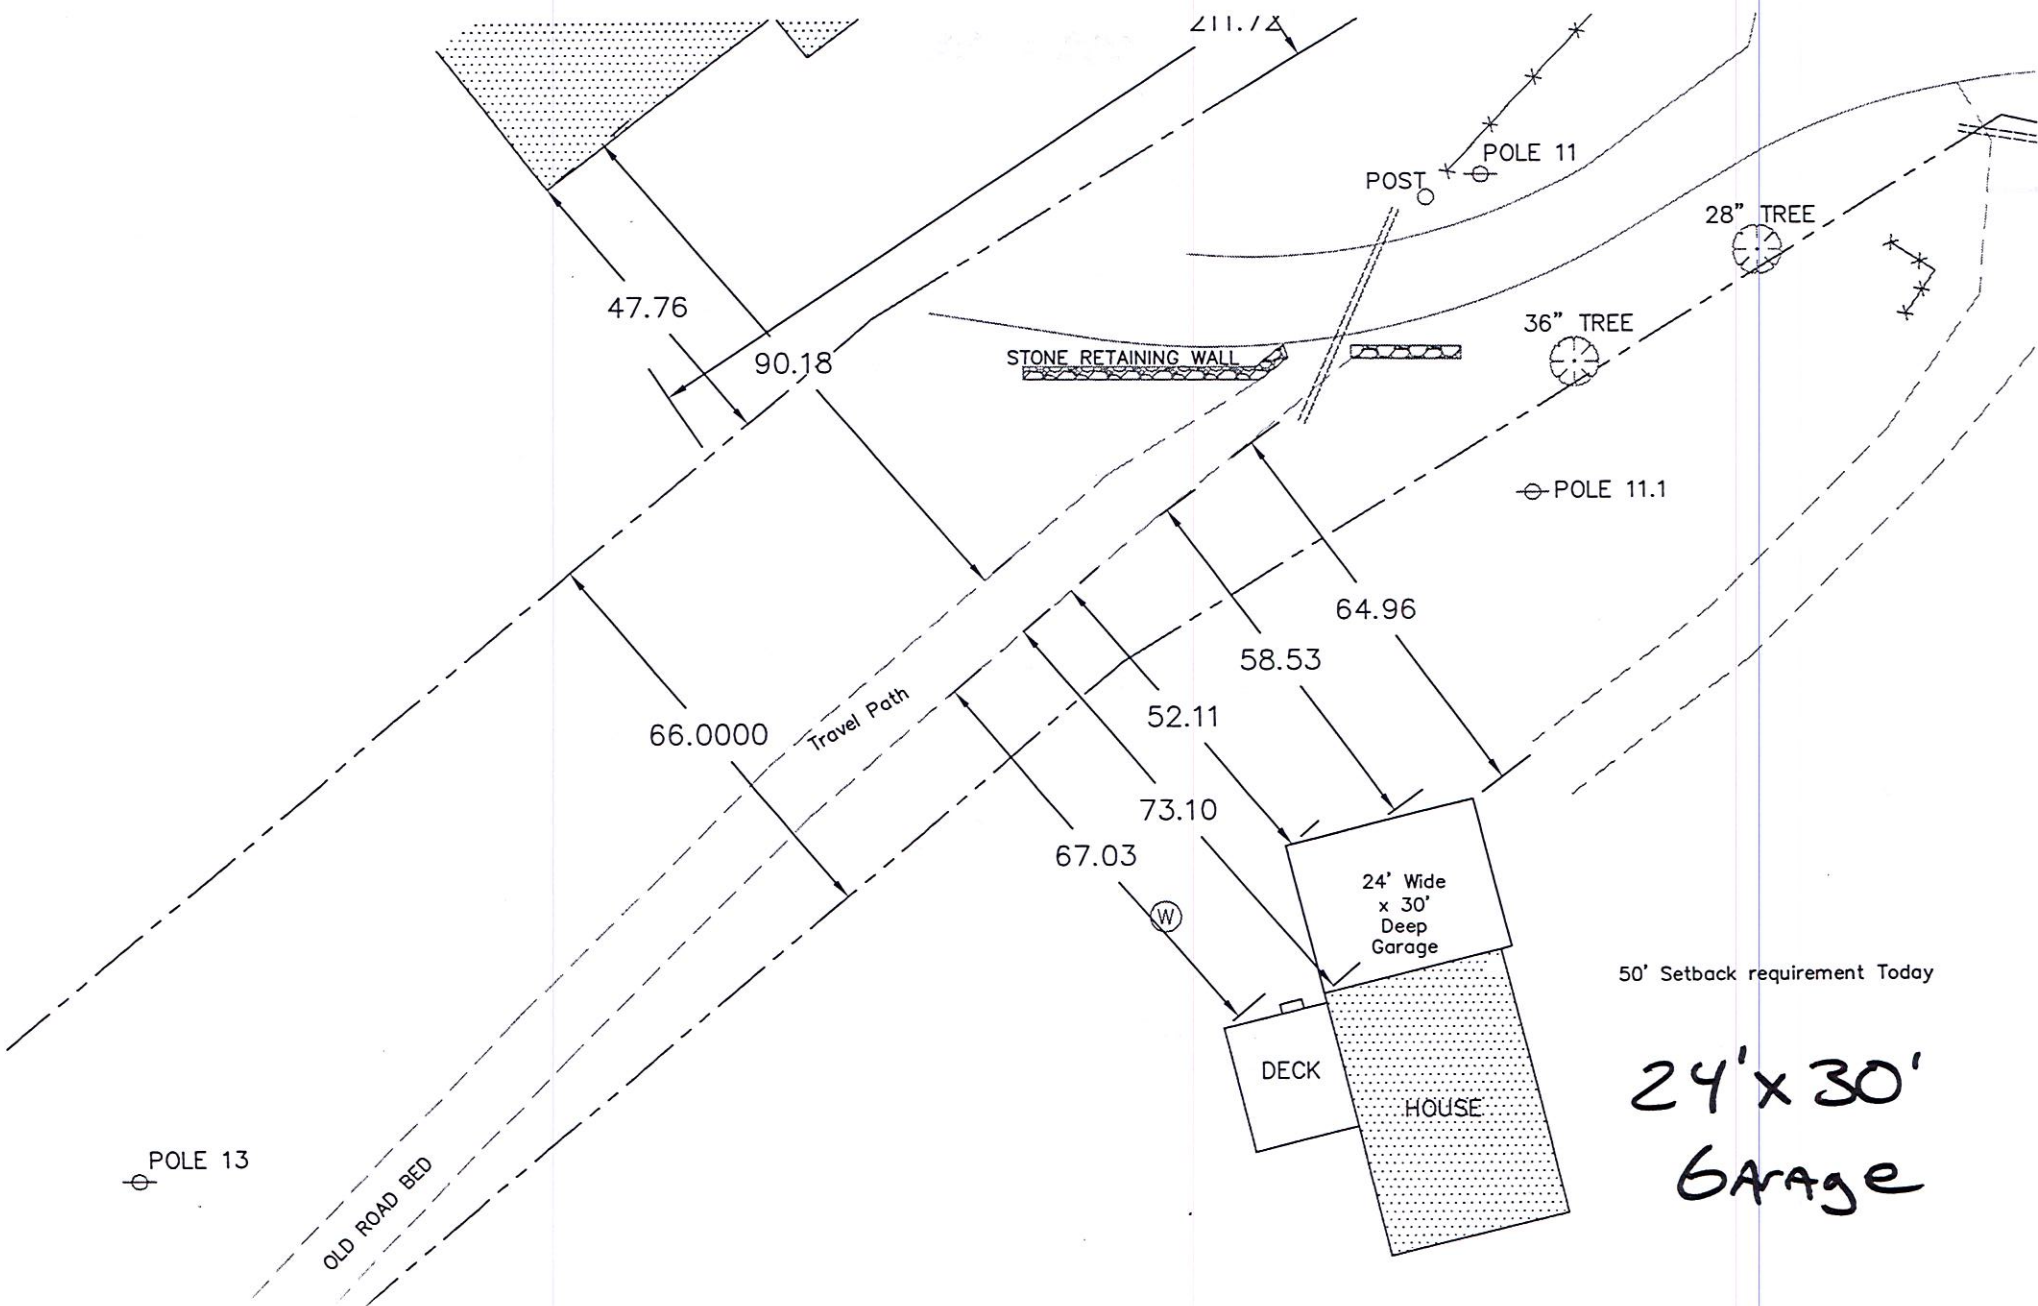 211.72
POLE 11
POST
28” TREE
47.76
36” TREE
90.18
STONE RETAINING WALL
POLE 11.1
64.96
58.53
52.11
66.0000
Travel Path
73.10
67.03
W
24' Wide
x 30'
Deep
Garage
50' Setback requirement Today
DECK
HOUSE
24'x30'
GArAge
POLE 13
OLD ROAD BED